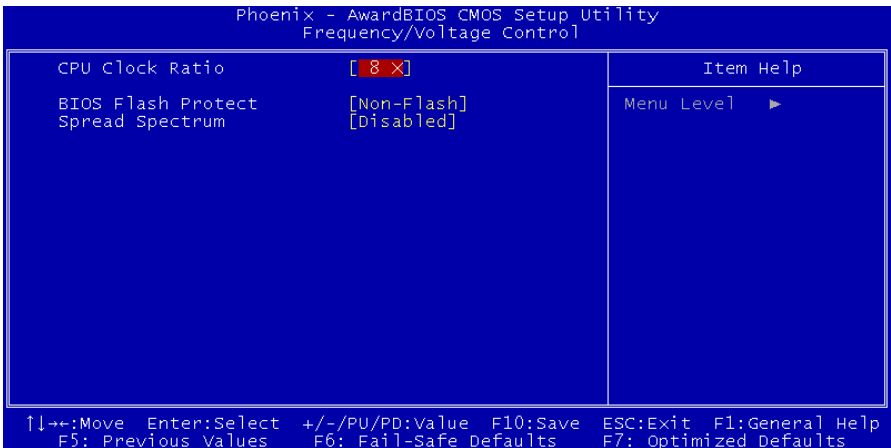 Phoenix - AwardBIOS CMOS Setup Utility
Frequency/Voltage Control
CPU Clock Ratio [ 8 X]
BIOS Flash Protect [Non-Flash]
Spread Spectrum [Disabled]
Item Help
Menu Level ►
↑↓→←:Move Enter:Select +/-/PU/PD:Value F10:Save ESC:Exit F1:General Help
F5: Previous Values F6: Fail-Safe Defaults F7: Optimized Defaults